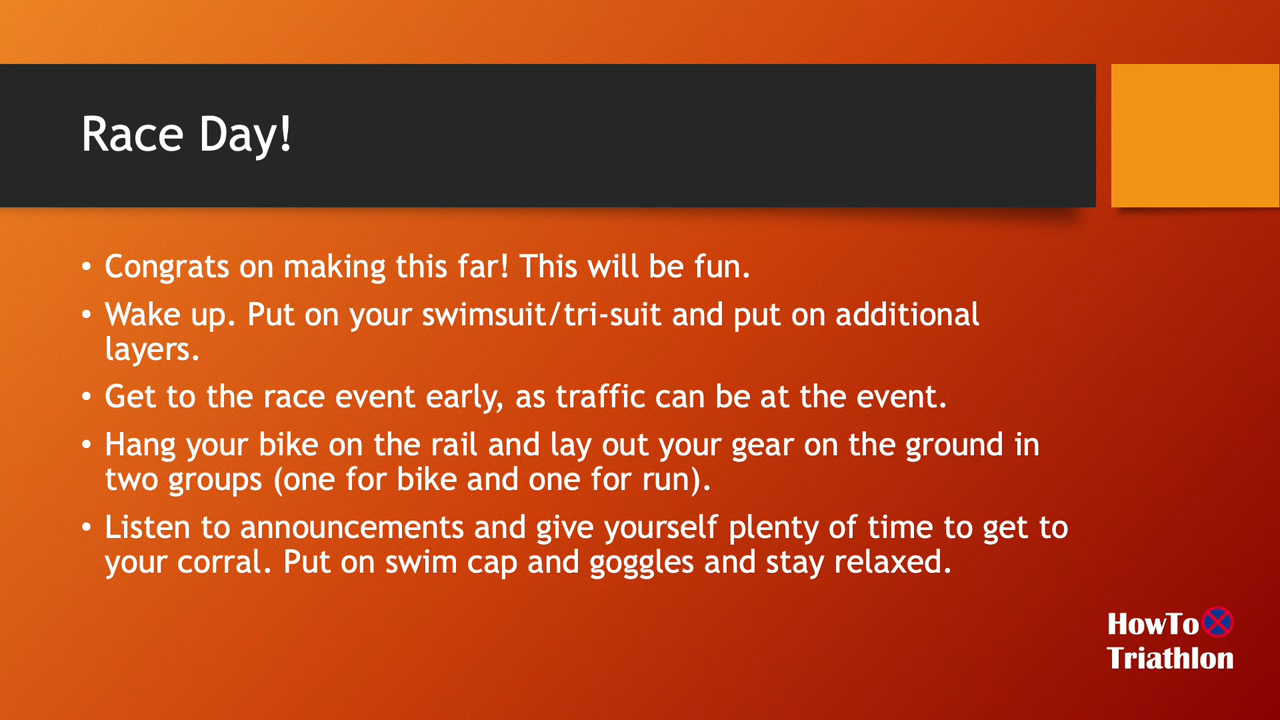 Race Day!
• Congrats on making this far! This will be fun.
• Wake up. Put on your swimsuit/tri-suit and put on additional
layers.
• Get to the race event early, as traffic can be at the event.
• Hang your bike on the rail and lay out your gear on the ground in
two groups (one for bike and one for run).
• Listen to announcements and give yourself plenty of time to get to
your corral. Put on swim cap and goggles and stay relaxed.
HowTo
Triathlon